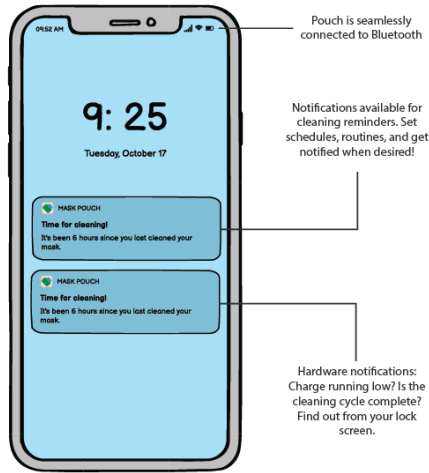 09:52 AM
Pouch is seamlessly
connected to Bluetooth
9: 25
Tuesday, October 17
Notifications available for
cleaning reminders. Set
schedules, routines, and get
notified when desired!
MASK POUCH
Time for cleaning!
It's been 6 hours since you last cleaned your
mask.
MASK POUCH
Time for cleaning!
It's been 6 hours since you last cleaned your
mask.
Hardware notifications:
Charge running low? Is the
cleaning cycle complete?
Find out from your lock
screen.